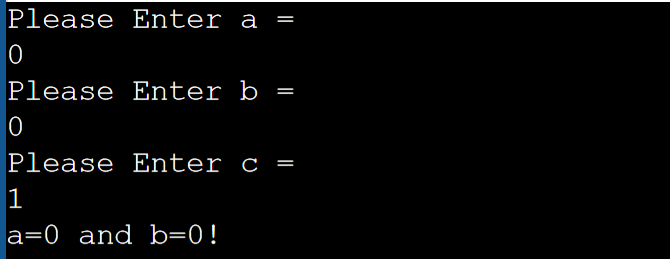 Please Enter a =
0
Please Enter b =
0
Please Enter c =
1
a=0 and b=0!